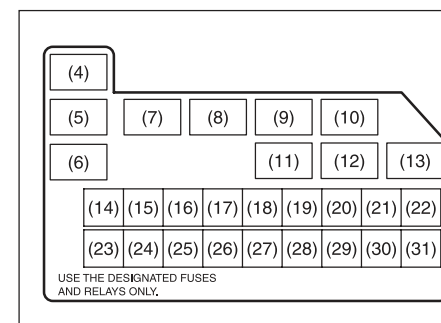 (4)
(5) (7) (8) (9) (10)
(6) (11) (12) (13)
(14) (15) (16) (17) (18) (19) (20) (21) (22)
(23) (24) (25) (26) (27) (28) (29) (30) (31)
USE THE DESIGNATED FUSES
AND RELAYS ONLY.